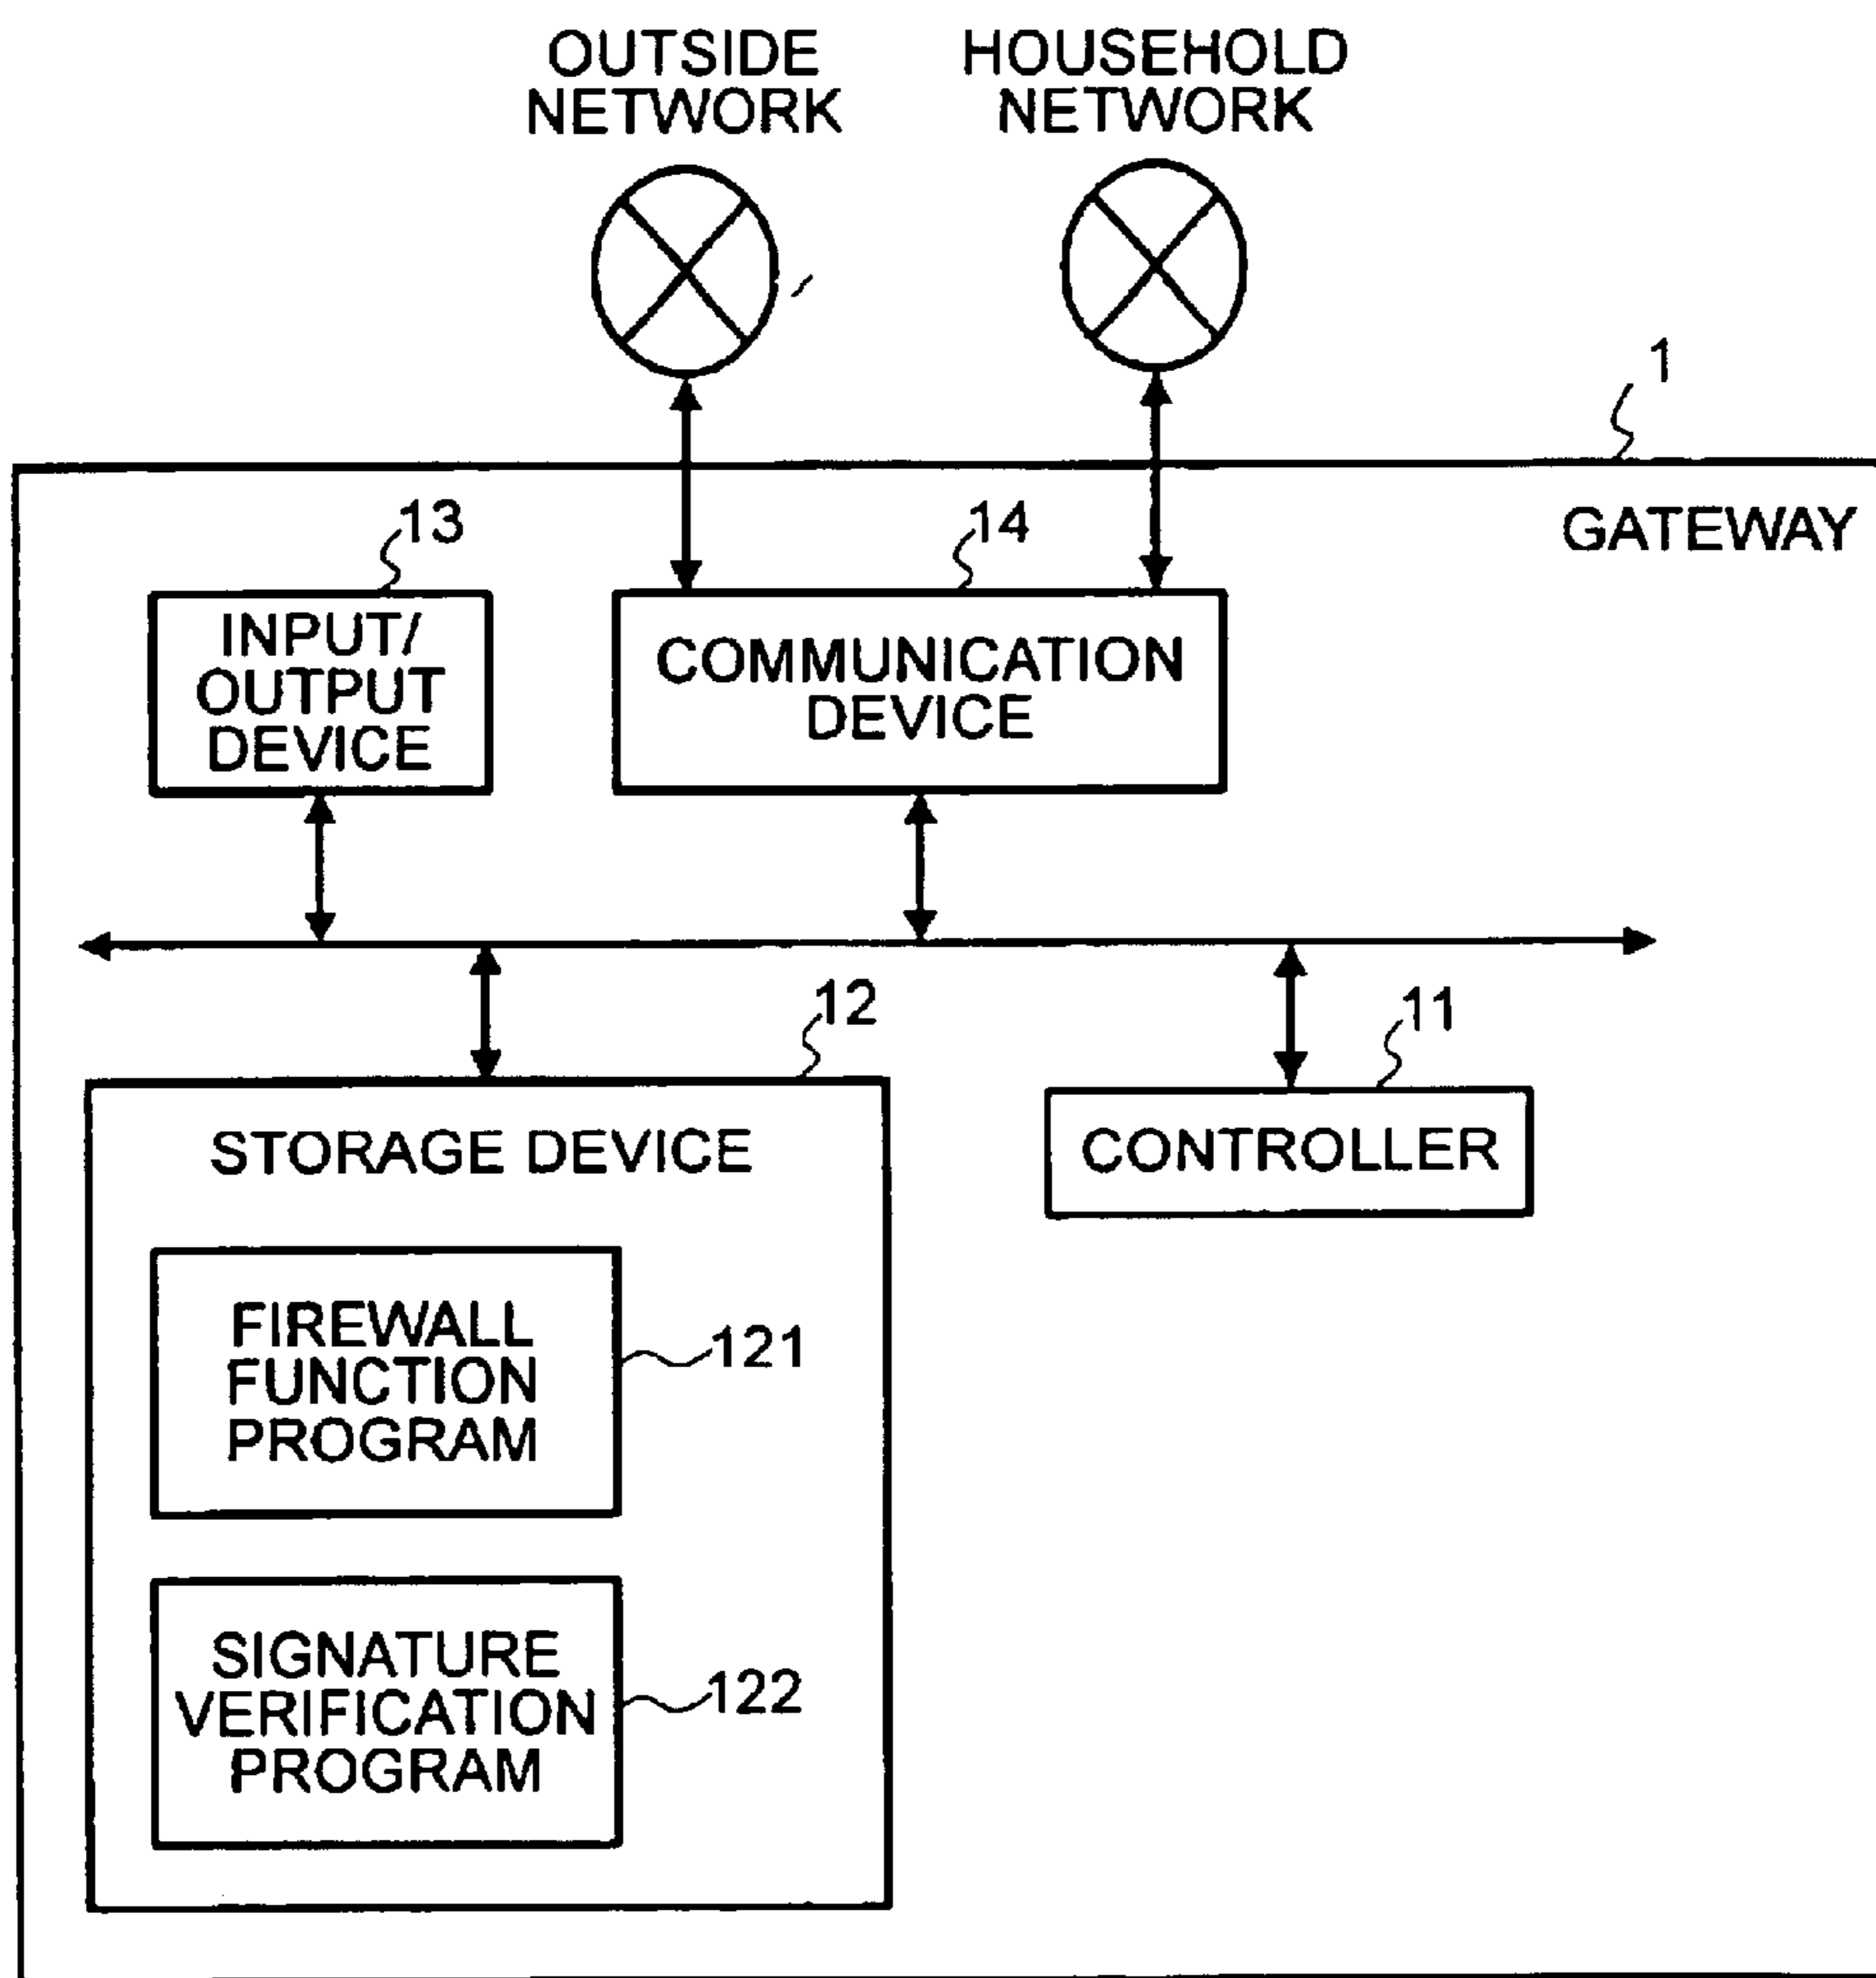 OUTSIDE
NETWORK
HOUSEHOLD
NETWORK
1
GATEWAY
13
14
INPUT/
OUTPUT
DEVICE
COMMUNICATION
DEVICE
12
11
STORAGE DEVICE
CONTROLLER
FIREWALL
FUNCTION
PROGRAM
121
SIGNATURE
VERIFICATION
PROGRAM
122